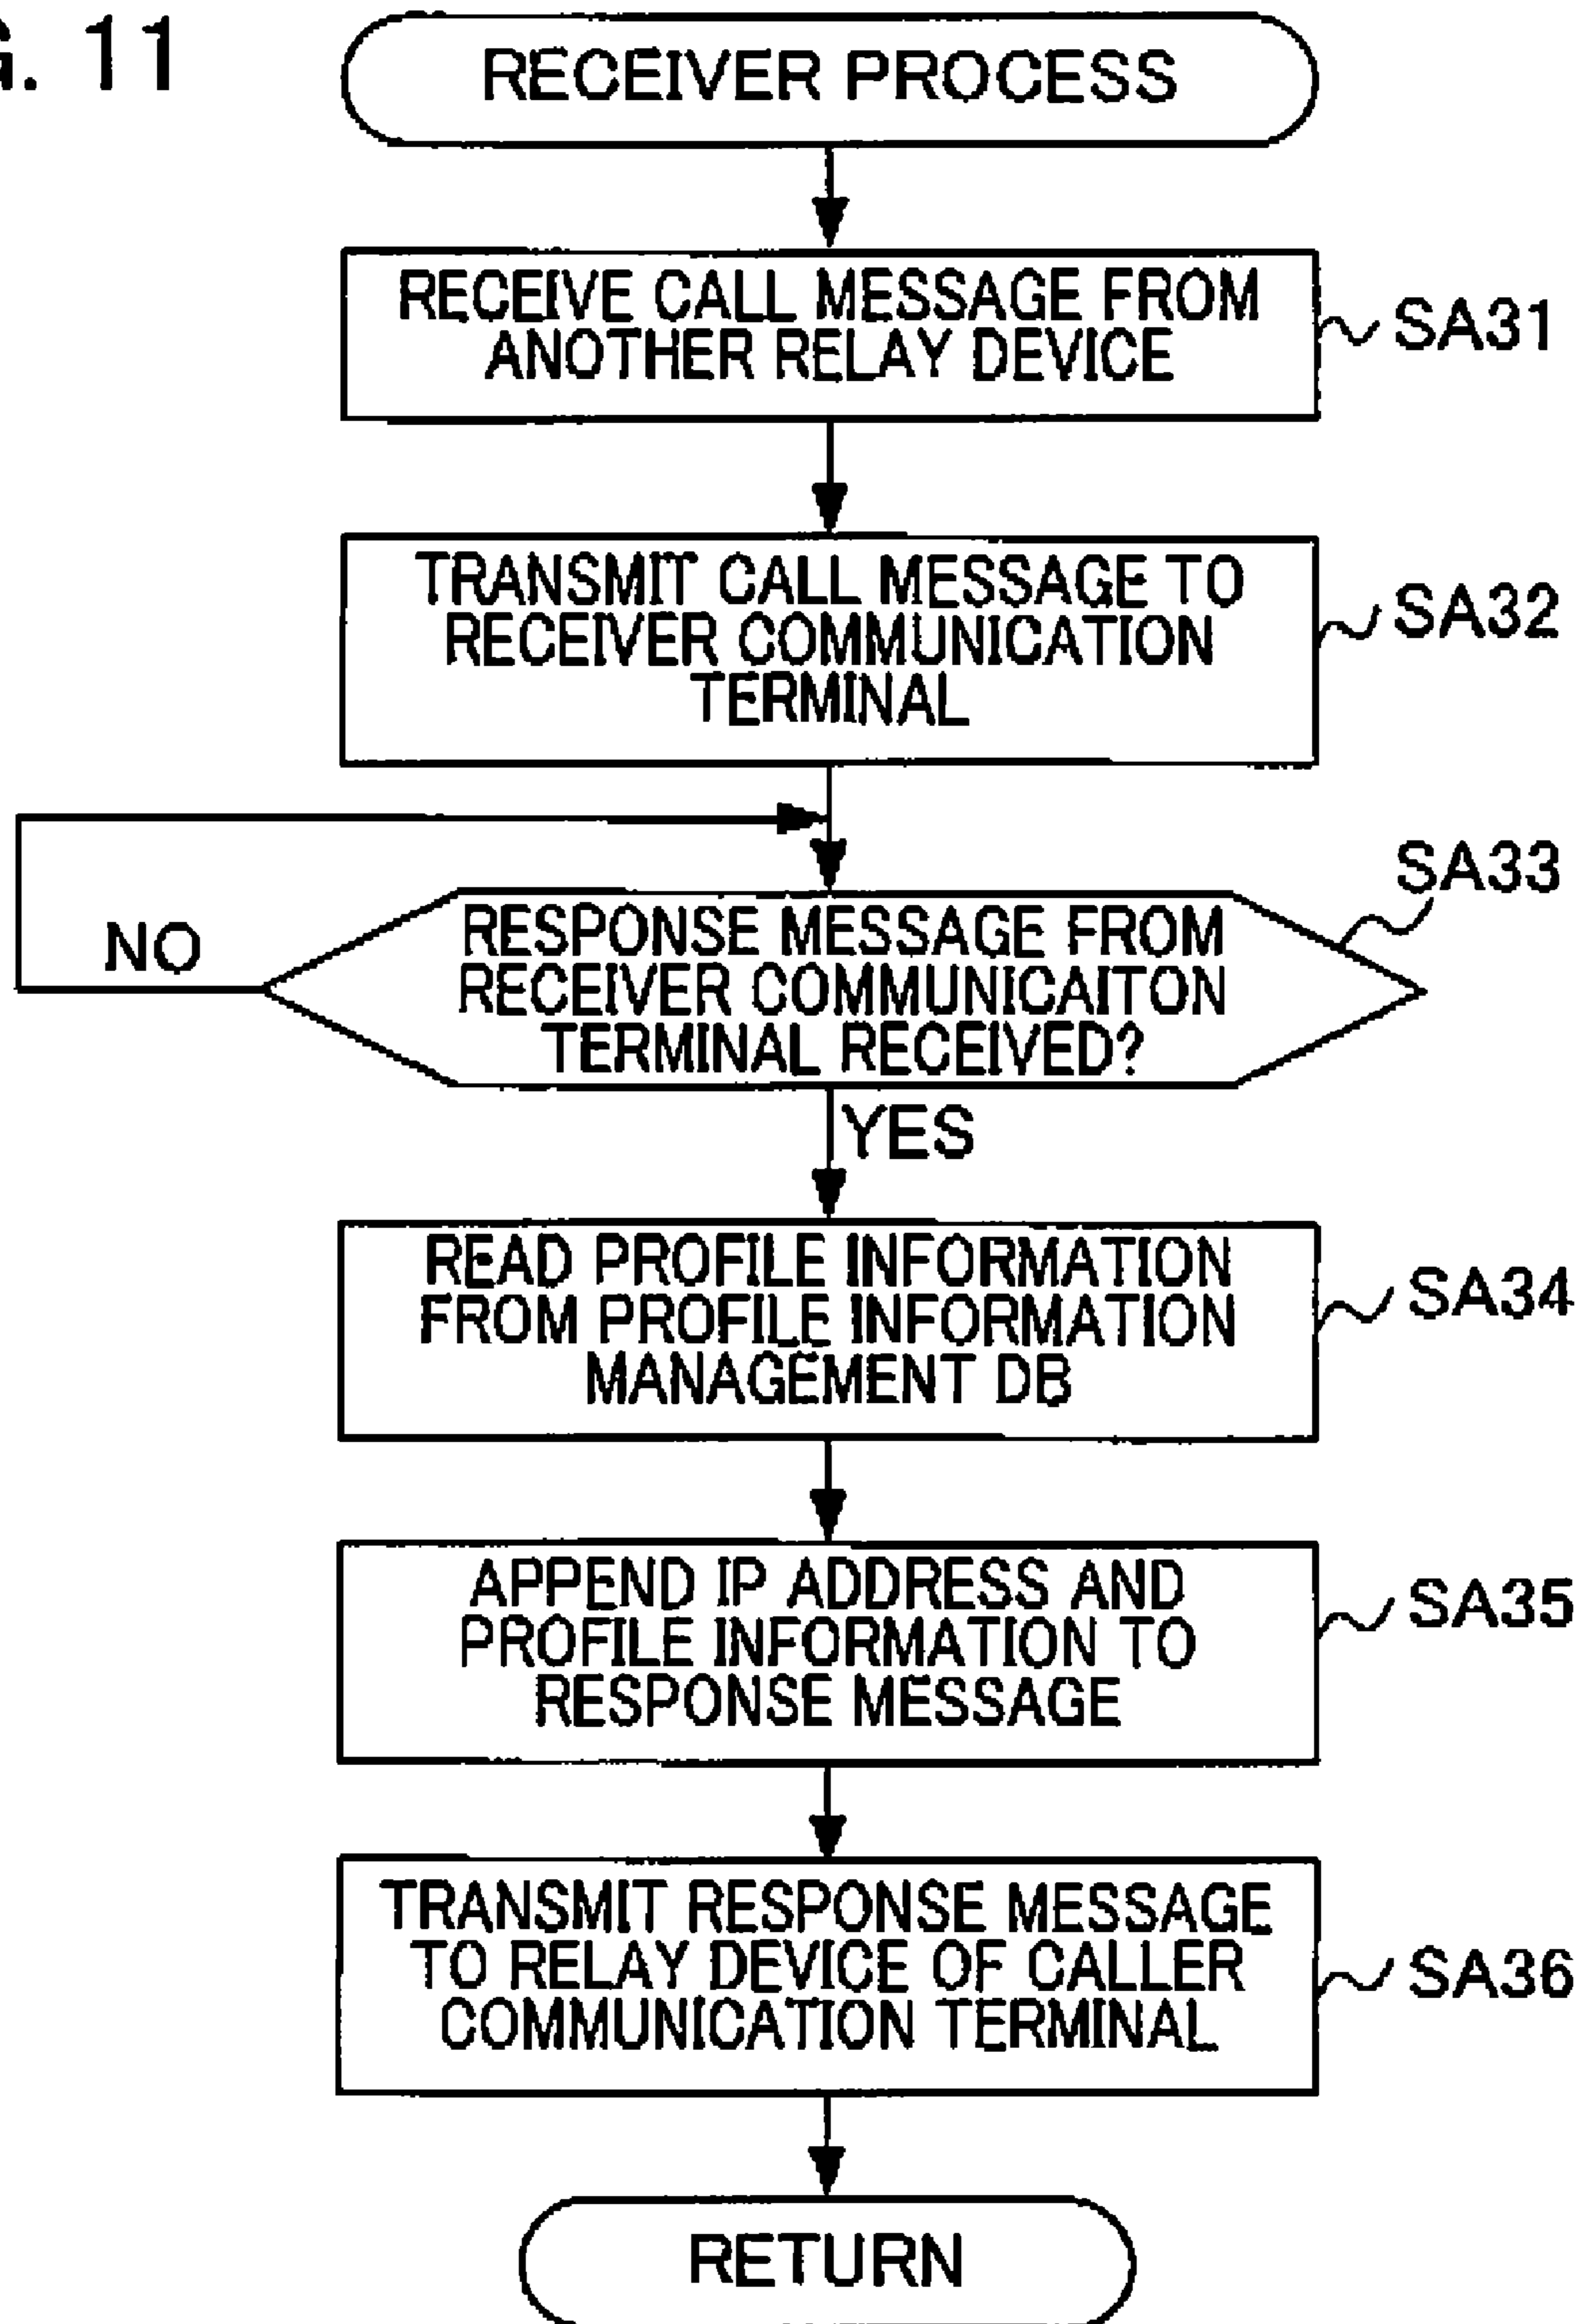 G. 11
RECEIVER PROCESS
RECEIVE CALL MESSAGE FROM
ANOTHER RELAY DEVICE
SA31
TRANSMIT CALL MESSAGE TO
RECEIVER COMMUNICATION
TERMINAL
SA32
SA33
NO
RESPONSE MESSAGE FROM
RECEIVER COMMUNICAITON
TERMINAL RECEIVED?
YES
READ PROFILE INFORMATION
FROM PROFILE INFORMATION
MANAGEMENT DB
SA34
APPEND IP ADDRESS AND
PROFILE INFORMATION TO
RESPONSE MESSAGE
SA35
TRANSMIT RESPONSE MESSAGE
TO RELAY DEVICE OF CALLER
COMMUNICATION TERMINAL
SA36
RETURN